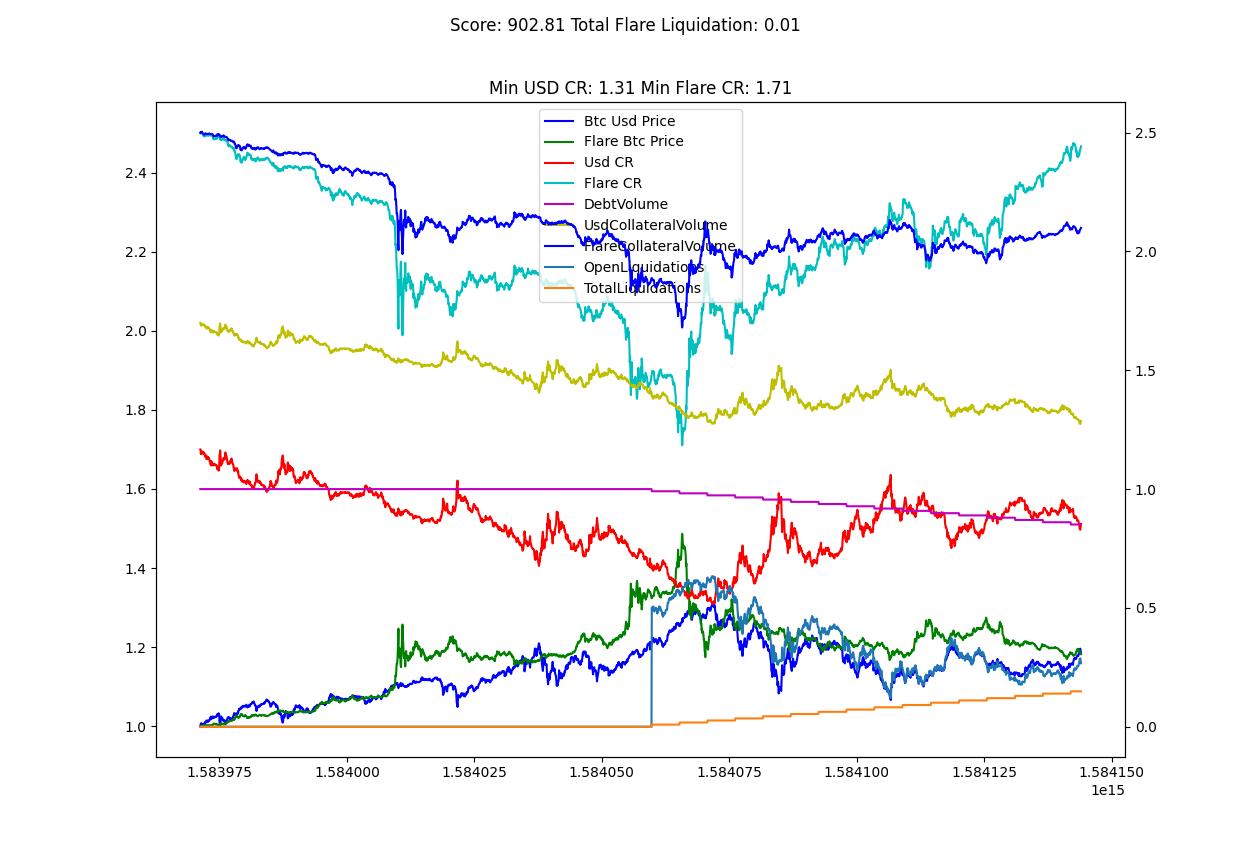 Score: 902.81 Total Flare Liquidation: 0.01
Min USD CR: 1.31 Min Flare CR: 1.71
Btc Usd Price
Flare Btc Price
Usd CR
Flare CR
DebtVolume
UsdCollateralVolume
FlareCollateralVolume
OpenLiquidations
TotalLiquidations
2.4
2.2
2.0
1.8
1.6
1.4
1.2
1.0
2.5
2.0
1.5
1.0
0.5
0.0
1.583975 1.584000 1.584025 1.584050 1.584075 1.584100 1.584125 1.584150
1e15